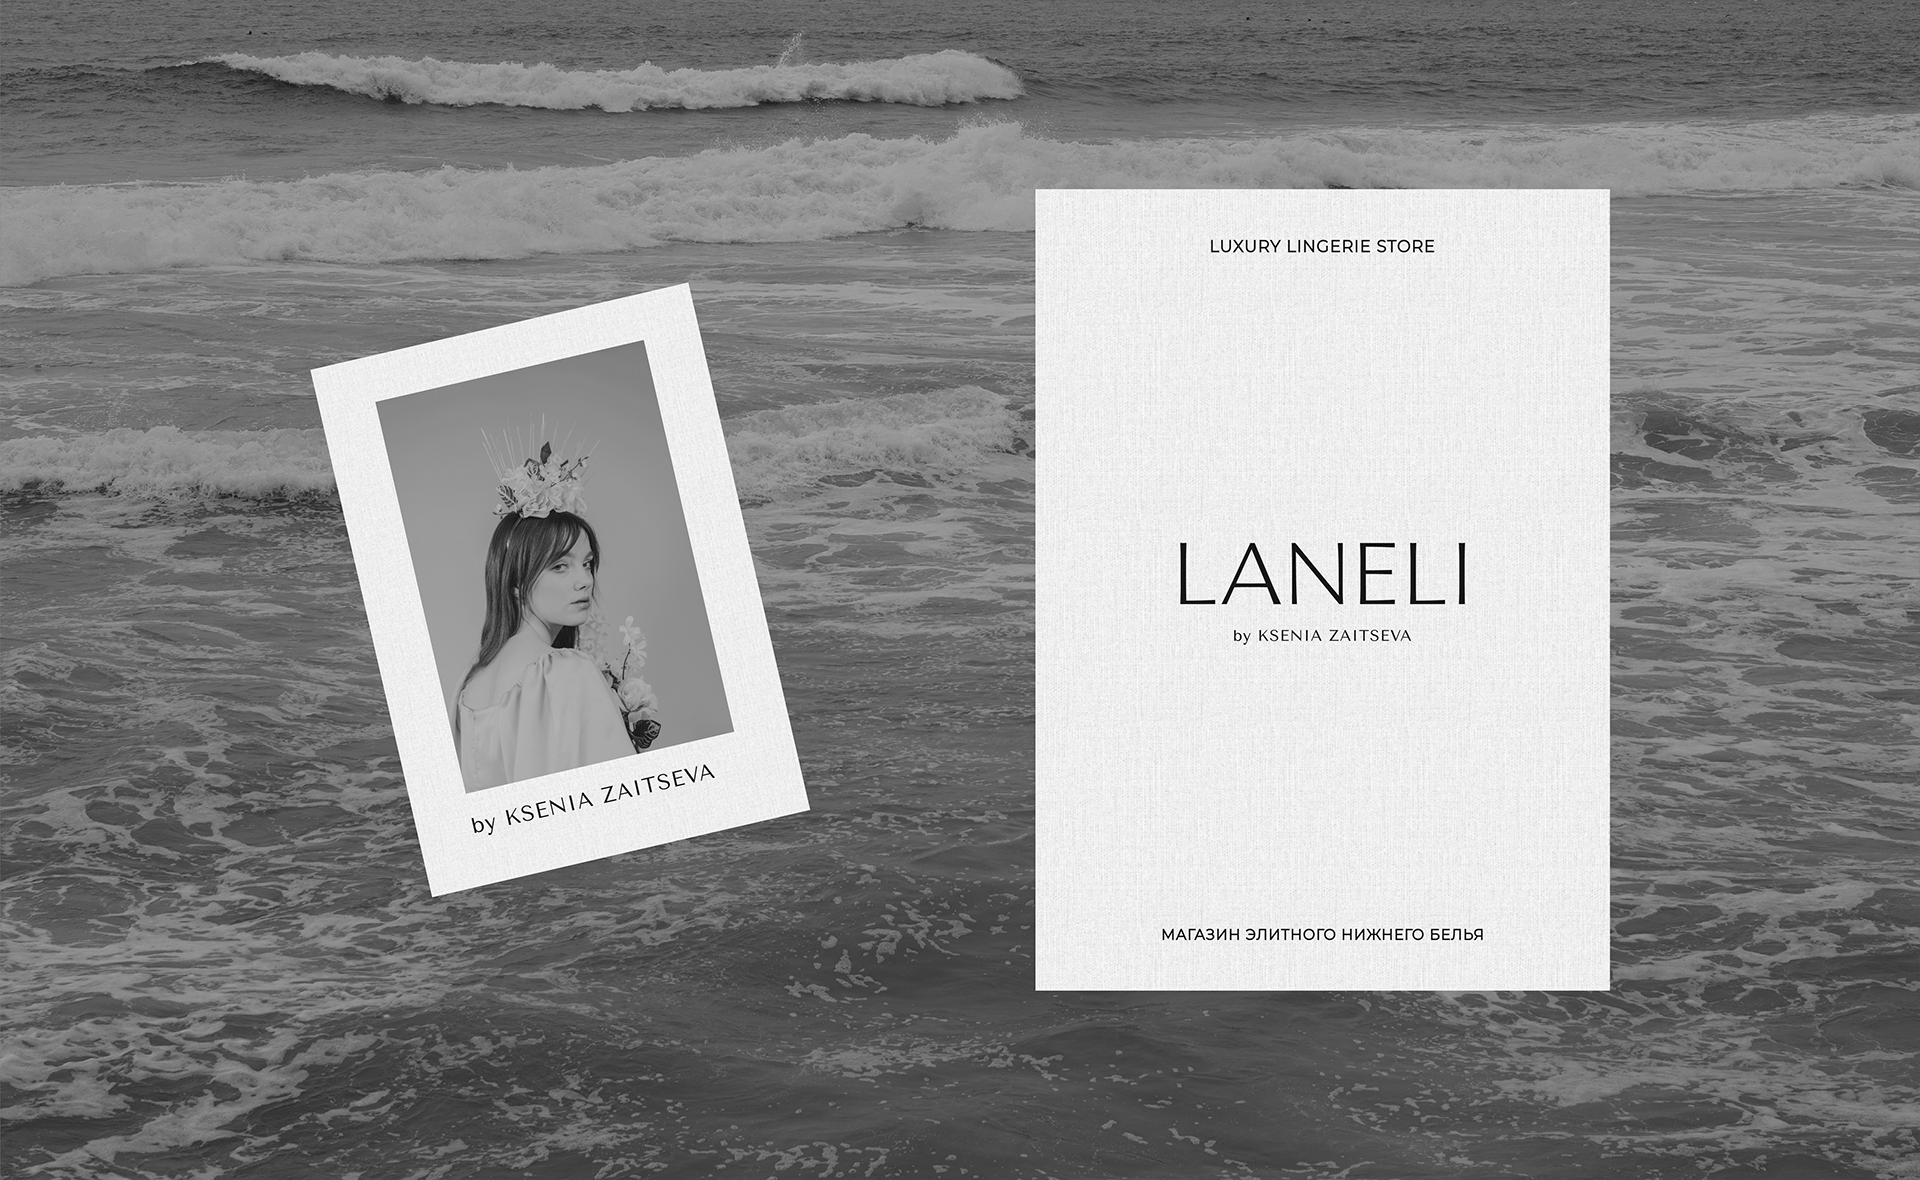 by KSENIA ZAITSEVA
LUXURY LINGERIE STORE
LANELI
by KSENIA ZAITSEVA
МАГАЗИН ЭЛИТНОГО НИЖНЕГО БЕЛЬЯ